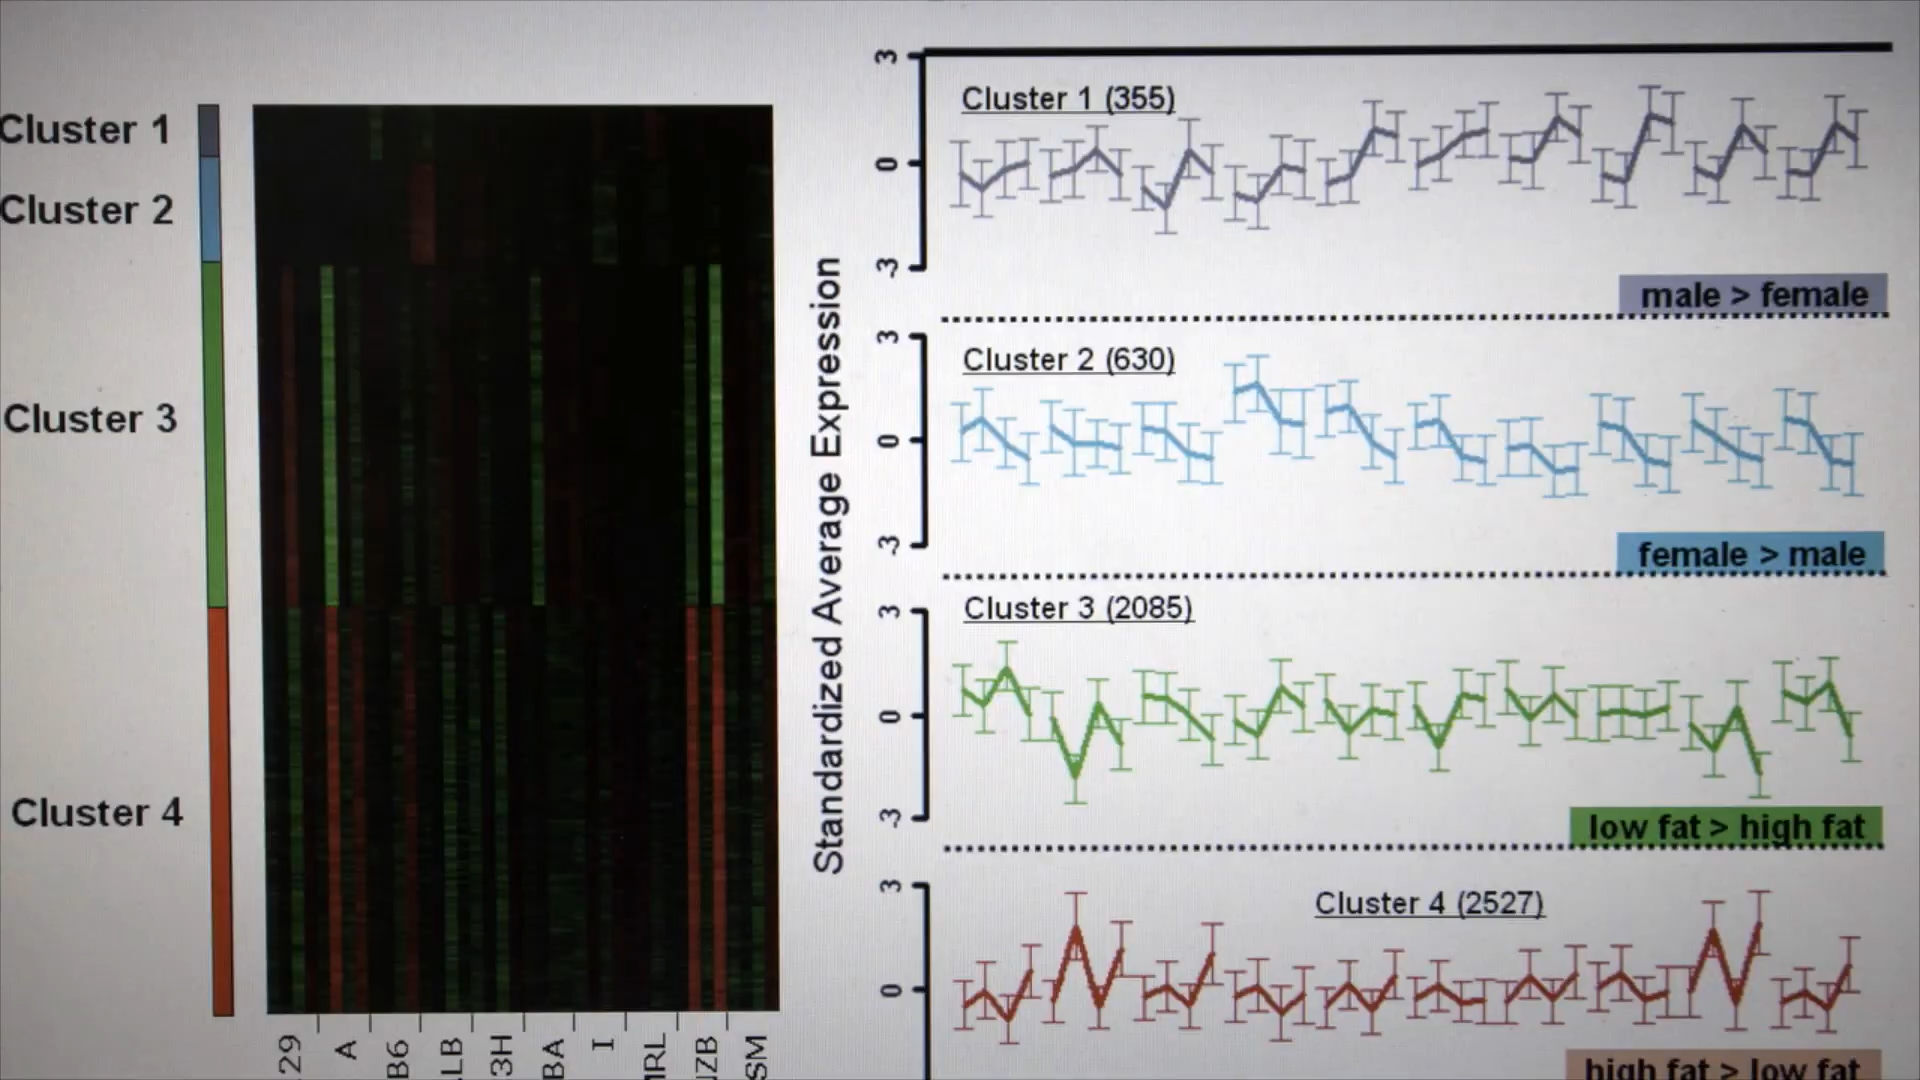 Cluster 1
Cluster 2
Cluster 3
Cluster 4
29
A
B6
LB
3H
BA
I
MRL
NZB
SM
Standardized Average Expression
3
0
-3
Cluster 1 (355)
male > female
3
0
-3
Cluster 2 (630)
female > male
3
0
-3
Cluster 3 (2085)
low fat > high fat
3
0
Cluster 4 (2527)
high fat > low fat